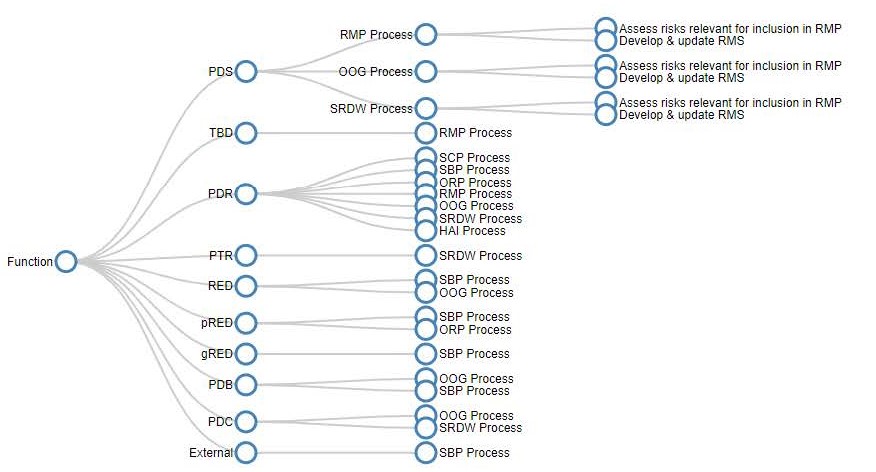 RMP Process
Assess risks relevant for inclusion in RMP
Develop & update RMS
PDS
OOG Process
Assess risks relevant for inclusion in RMP
Develop & update RMS
SRDW Process
Assess risks relevant for inclusion in RMP
Develop & update RMS
TBD
RMP Process
PDR
SCP Process
SBP Process
ORP Process
RMP Process
OOG Process
SRDW Process
HAI Process
Function
PTR
SRDW Process
RED
SBP Process
OOG Process
pRED
SBP Process
ORP Process
gRED
SBP Process
PDB
OOG Process
SBP Process
PDC
OOG Process
SRDW Process
External
SBP Process